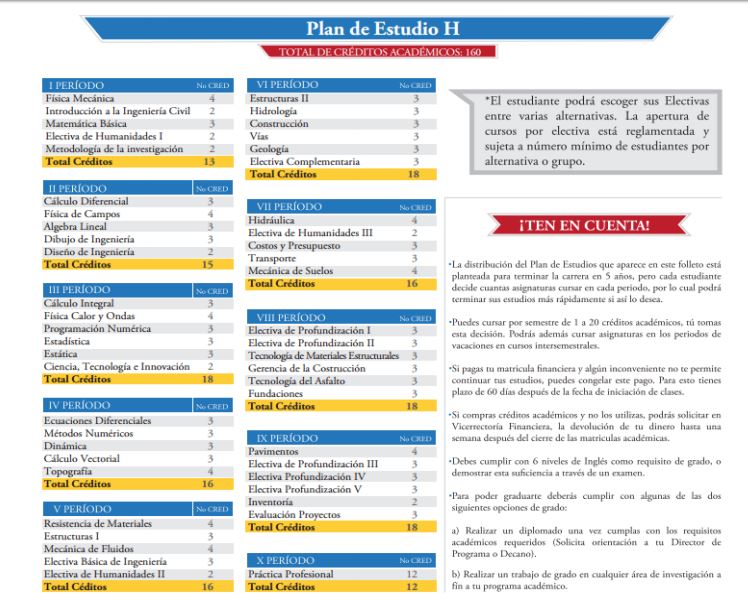 Plan de Estudio H
TOTAL DE CRÉDITOS ACADÉMICOS: 160
I PERÍODO No CRED
Física Mecánica 4
Introducción a la Ingeniería Civil 2
Matemática Básica 3
Electiva de Humanidades I 2
Metodología de la investigación 2
Total Créditos 13
II PERÍODO No CRED
Cálculo Diferencial 3
Física de Campos 4
Algebra Lineal 3
Dibujo de Ingeniería 3
Diseño de Ingeniería 2
Total Créditos 15
III PERÍODO No CRED
Cálculo Integral 3
Física Calor y Ondas 4
Programación Numérica 3
Estadística 3
Estática 3
Ciencia, Tecnología e Innovación 2
Total Créditos 18
IV PERÍODO No CRED
Ecuaciones Diferenciales 3
Métodos Numéricos 3
Dinámica 3
Cálculo Vectorial 3
Topografía 4
Total Créditos 16
V PERÍODO No CRED
Resistencia de Materiales 4
Estructuras I 3
Mecánica de Fluidos 4
Electiva Básica de Ingeniería 3
Electiva de Humanidades II 2
Total Céditos 16
VI PERÍODO No CRED
Estructuras II 3
Hidrología 3
Construcción 3
Vías 3
Geología 3
Electiva Complementaria 3
Total Créditos 18
VII PERÍODO No CRED
Hidráulica 4
Electiva de Humanidades III 2
Costos y Presupuesto 3
Transporte 3
Mecánica de Suelos 4
Total Créditos 16
VIII PERÍODO No CRED
Electiva de Profundización I 3
Electiva de Profundización II 3
Tecnología de Materiales Estructurales 3
Gerencia de la Costrucción 3
Tecnología del Asfalto 3
Fundaciones 3
Total Créditos 18
IX PERÍODO No CRED
Pavimentos 4
Electiva de Profundización III 3
Electiva Profundización IV 3
Electiva de Profundización V 3
Inventoría 2
Evaluación Proyectos 3
Total Créditos 18
X PERÍODO No CRED
Práctica Profesional 12
Total Créditos 12
*El estudiante podrá escoger sus Electivas
entre varias alternativas. La apertura de
cursos por electiva está reglamentada y
sujeta a número mínimo de estudiantes por
alternativa o grupo.
¡TEN EN CUENTA!
•La distribución del Plan de Estudios que aparece en este folleto está
planteada para terminar la carrera en 5 años, pero cada estudiante
decide cuantas asignaturas cursar en cada periodo, por lo cual podrá
terminar sus estudios más rápidamente si así lo desea.
•Puedes cursar por semestre de 1 a 20 créditos académicos, tú tomas
esta decisión. Podrás además cursar asignaturas en los periodos de
vacaciones en cursos intersemestrales.
•Si pagas tu matricula financiera y algún inconveniente no te permite
continuar tus estudios, puedes congelar este pago. Para esto tienes
plazo de 60 días después de la fecha de iniciación de clases.
•Si compras créditos académicos y no los utilizas, podrás solicitar en
Vicerrectoría Financiera, la devolución de tu dinero hasta una
semana después del cierre de las matriculas académicas.
•Debes cumplir con 6 niveles de Inglés como requisito de grado, o
demostrar esta suficiencia a través de un examen.
•Para poder graduarte deberás cumplir con algunas de las dos
siguientes opciones de grado:
a) Realizar un diplomado una vez cumplas con los requisitos
académicos requeridos (Solicita orientación a tu Director de
Programa o Decano).
b) Realizar un trabajo de grado en cualquier área de investigación a
fin a tu programa académico.